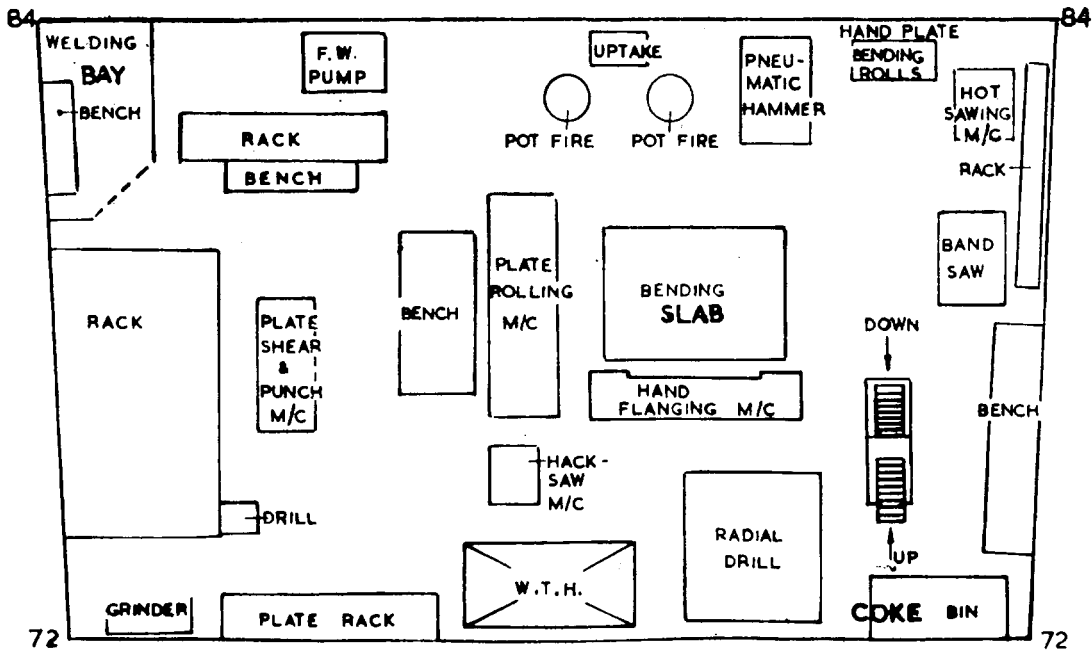 84
84
WELDING
BAY
BENCH
F.W.
PUMP
UPTAKE
PNEU-
MATIC
HAMMER
HAND PLATE
BENDING
ROLLS
HOT
SAWING
M/C
RACK
BENCH
POT FIRE
POT FIRE
RACK
BAND
SAW
RACK
PLATE
SHEAR
&
PUNCH
M/C
BENCH
PLATE
ROLLING
M/C
BENDING
SLAB
DOWN
HAND
FLANGING M/C
BENCH
HACK-
SAW
M/C
DRILL
RADIAL
DRILL
UP
W.T.H.
GRINDER
PLATE RACK
COKE BIN
72
72